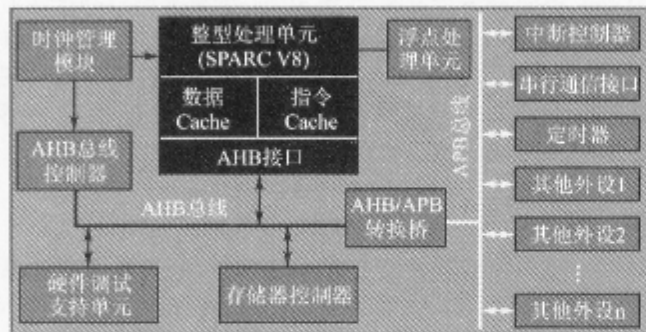 时钟管理
模块
整型处理单元
(SPARC V8)
浮点处
理单元
数据
Cache
指令
Cache
AHB接口
AHB总线
控制器
AHB总线
AHB/APB
转换桥
硬件调试
支持单元
存储器控制器
APB总线
中断控制器
串行通信接口
定时器
其他外设1
其他外设2
⋮
其他外设n